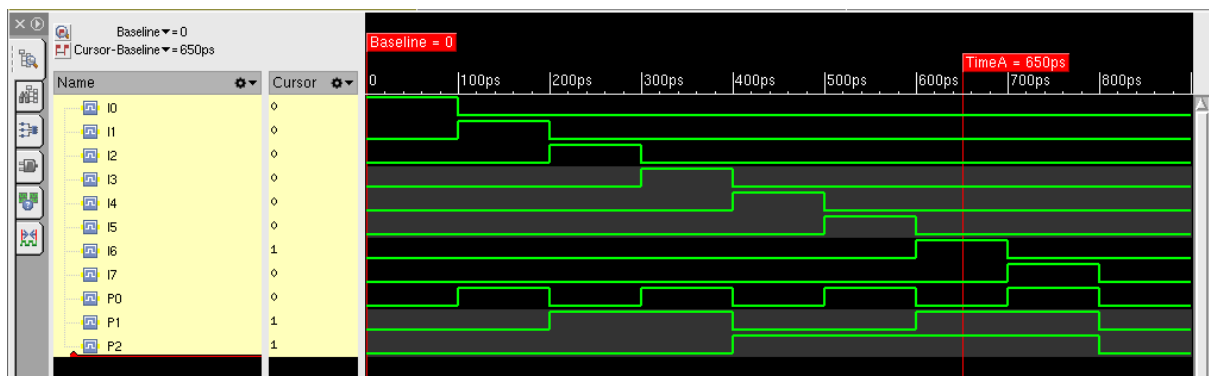 Baseline▼= 0
Cursor-Baseline▼= 650ps
Baseline = 0
TimeA = 650ps
Name Cursor 0 100ps 200ps 300ps 400ps 500ps 600ps 700ps 800ps
I0 0
I1 0
I2 0
I3 0
I4 0
I5 0
I6 1
I7 0
P0 0
P1 1
P2 1